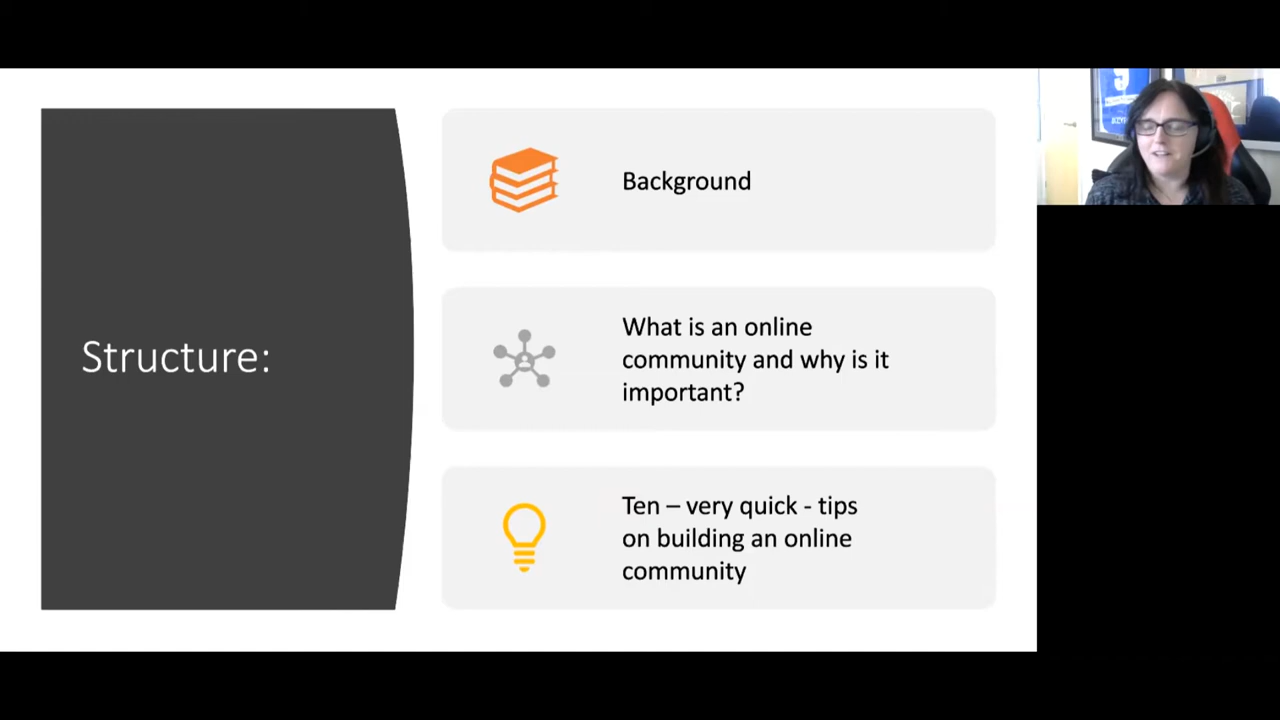 Structure:
Background
What is an online
community and why is it
important?
Ten – very quick - tips
on building an online
community